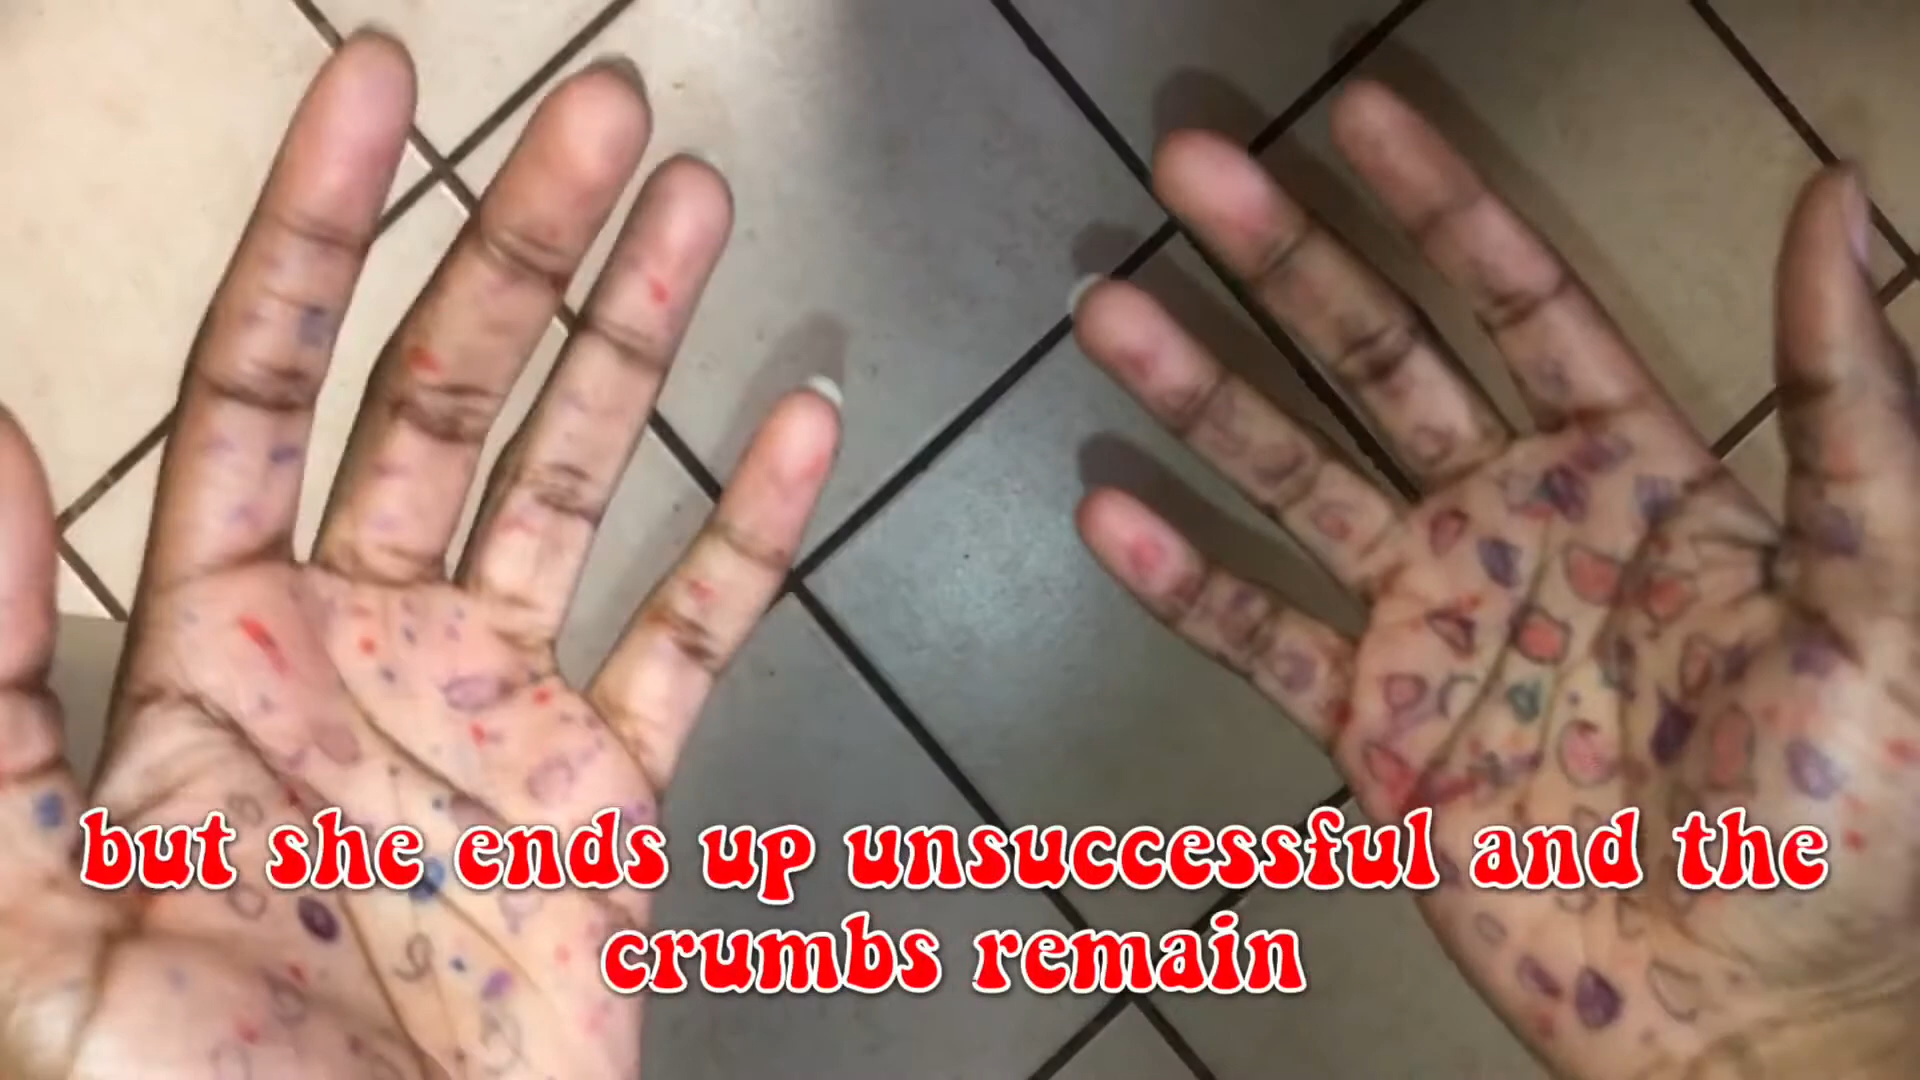 but she ends up unsuccessful and the
crumbs remain